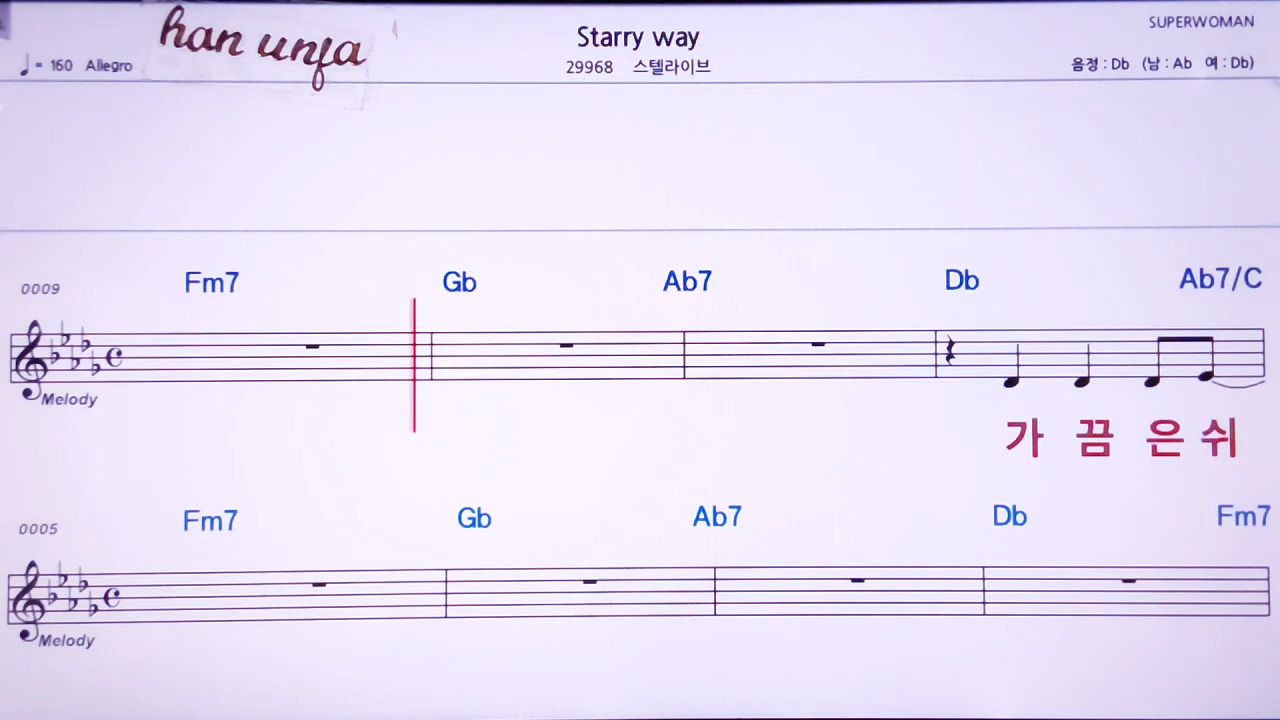 han unfa
Starry way
SUPERWOMAN
♩= 160 Allegro
29968 스텔라이브
음정 : Db (남 : Ab 여 : Db)
0009 Fm7 Gb Ab7 Db Ab7/C
Melody
가 끔 은 쉬
0005 Fm7 Gb Ab7 Db Fm7
Melody